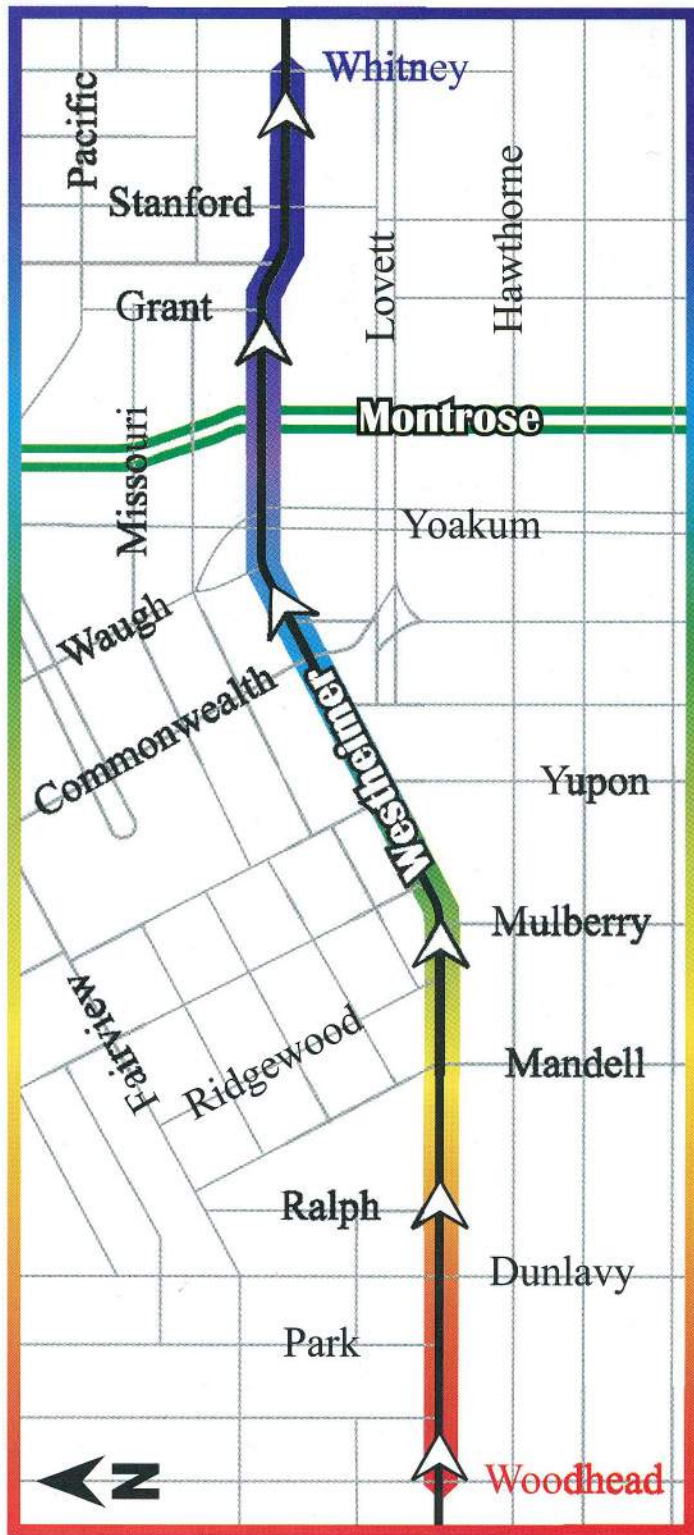 Whitney
Pacific
Stanford
Hawthorne
Lovett
Grant
Montrose
Missouri
Yoakum
Waugh
Commonwealth
Westheimer
Yupon
Mulberry
Fairview
Ridgewood
Mandell
Ralph
Dunlavy
Park
Woodhead
N